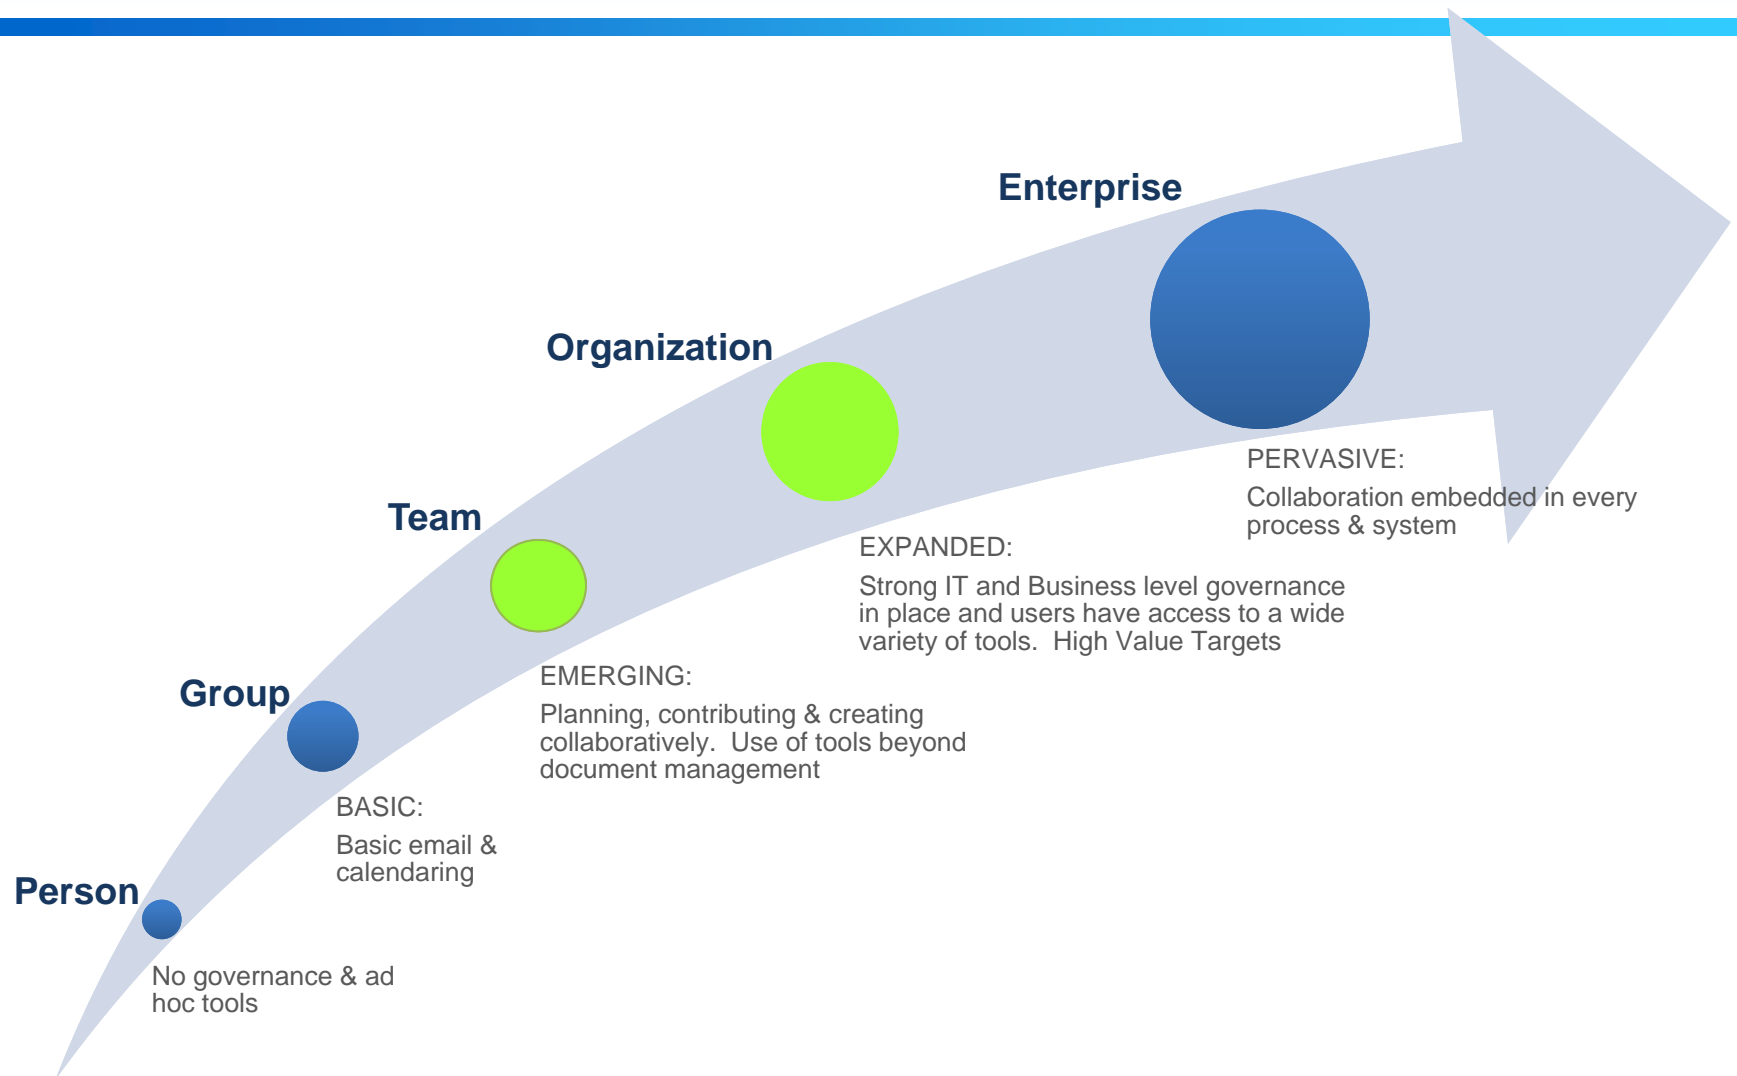 Enterprise
PERVASIVE:
Collaboration embedded in every
process & system
Organization
EXPANDED:
Strong IT and Business level governance
in place and users have access to a wide
variety of tools.  High Value Targets
Team
EMERGING:
Planning, contributing & creating
collaboratively.  Use of tools beyond
document management
Group
BASIC:
Basic email &
calendaring
Person
No governance & ad
hoc tools